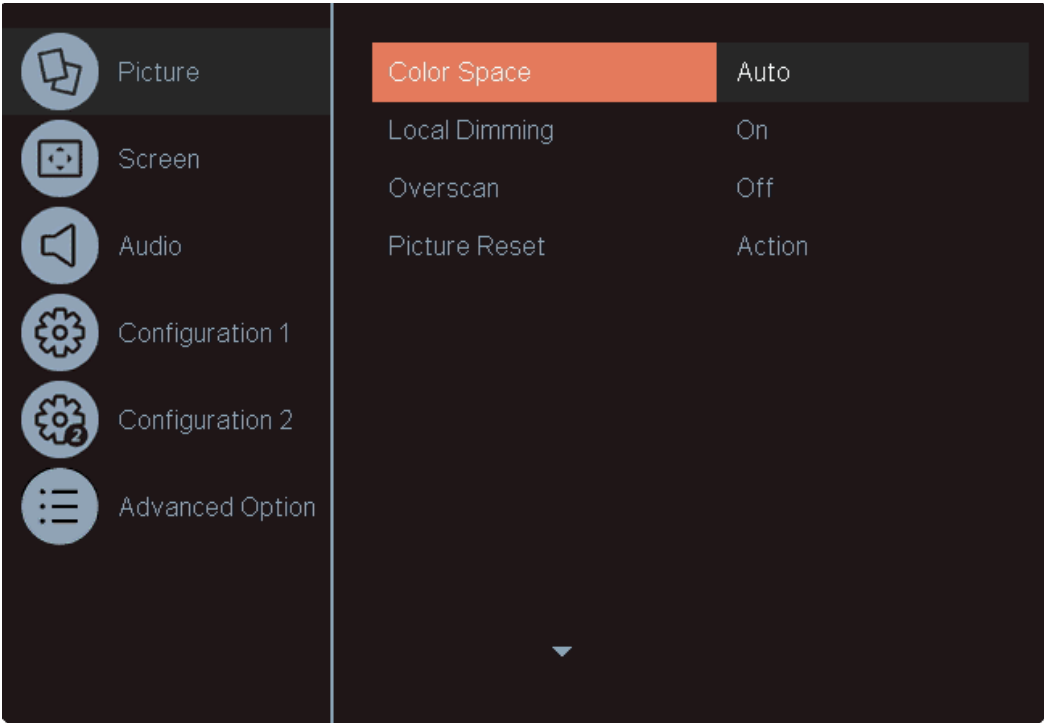 Picture
Screen
Audio
Configuration 1
Configuration 2
2
Advanced Option
Color Space Auto
Local Dimming On
Overscan Off
Picture Reset Action